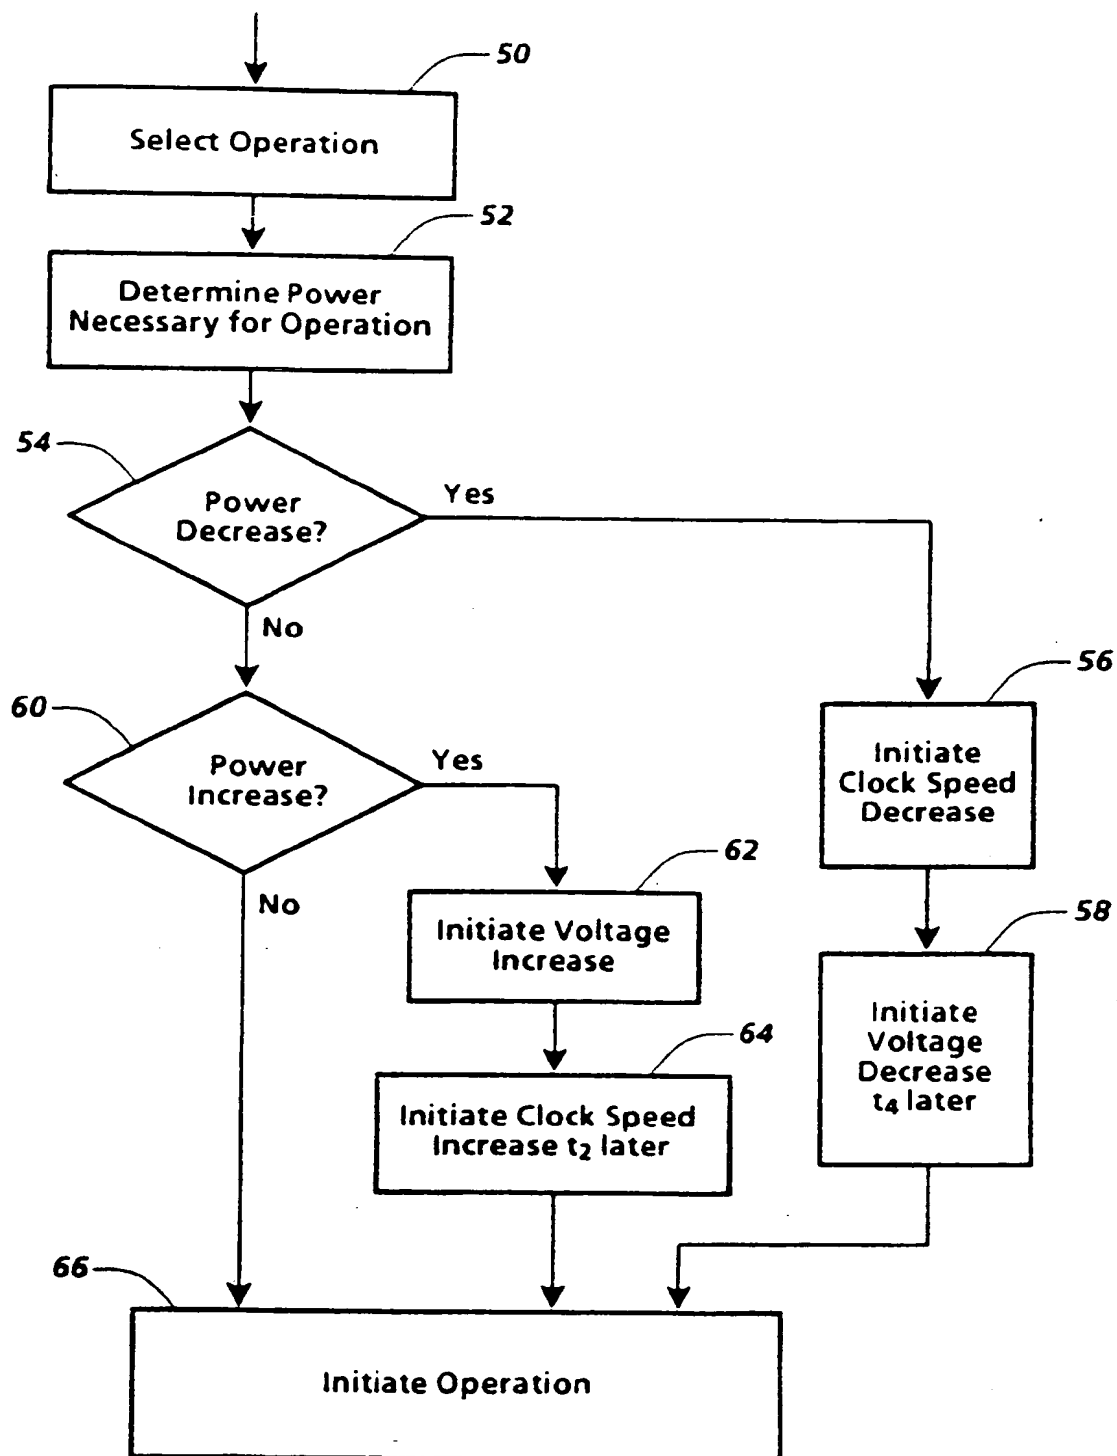 50
Select Operation
52
Determine Power
Necessary for Operation
54
Power
Decrease?
Yes
No
56
Initiate
Clock Speed
Decrease
60
Power
Increase?
Yes
No
62
Initiate Voltage
Increase
58
Initiate
Voltage
Decrease
t4 later
64
Initiate Clock Speed
Increase t2 later
66
Initiate Operation